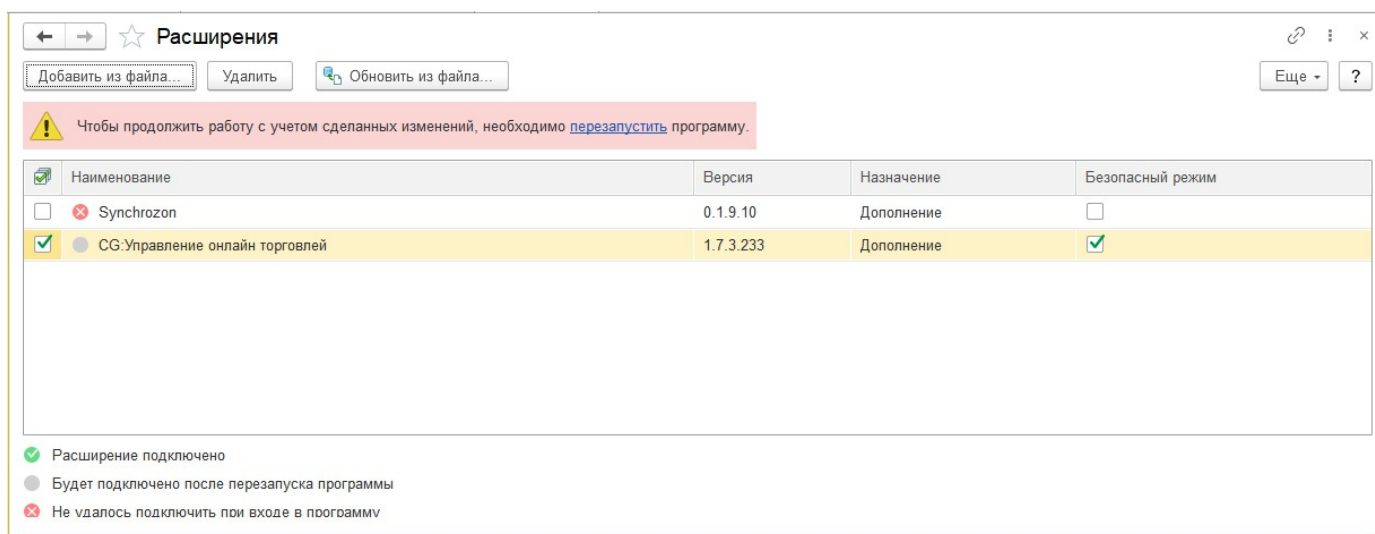 Расширения
Добавить из файла... Удалить Обновить из файла... Еще ?
Чтобы продолжить работу с учетом сделанных изменений, необходимо перезапустить программу.
Наименование Версия Назначение Безопасный режим
Synchrozon 0.1.9.10 Дополнение
CG:Управление онлайн торговлей 1.7.3.233 Дополнение
Расширение подключено
Будет подключено после перезапуска программы
Не удалось подключить при входе в программу